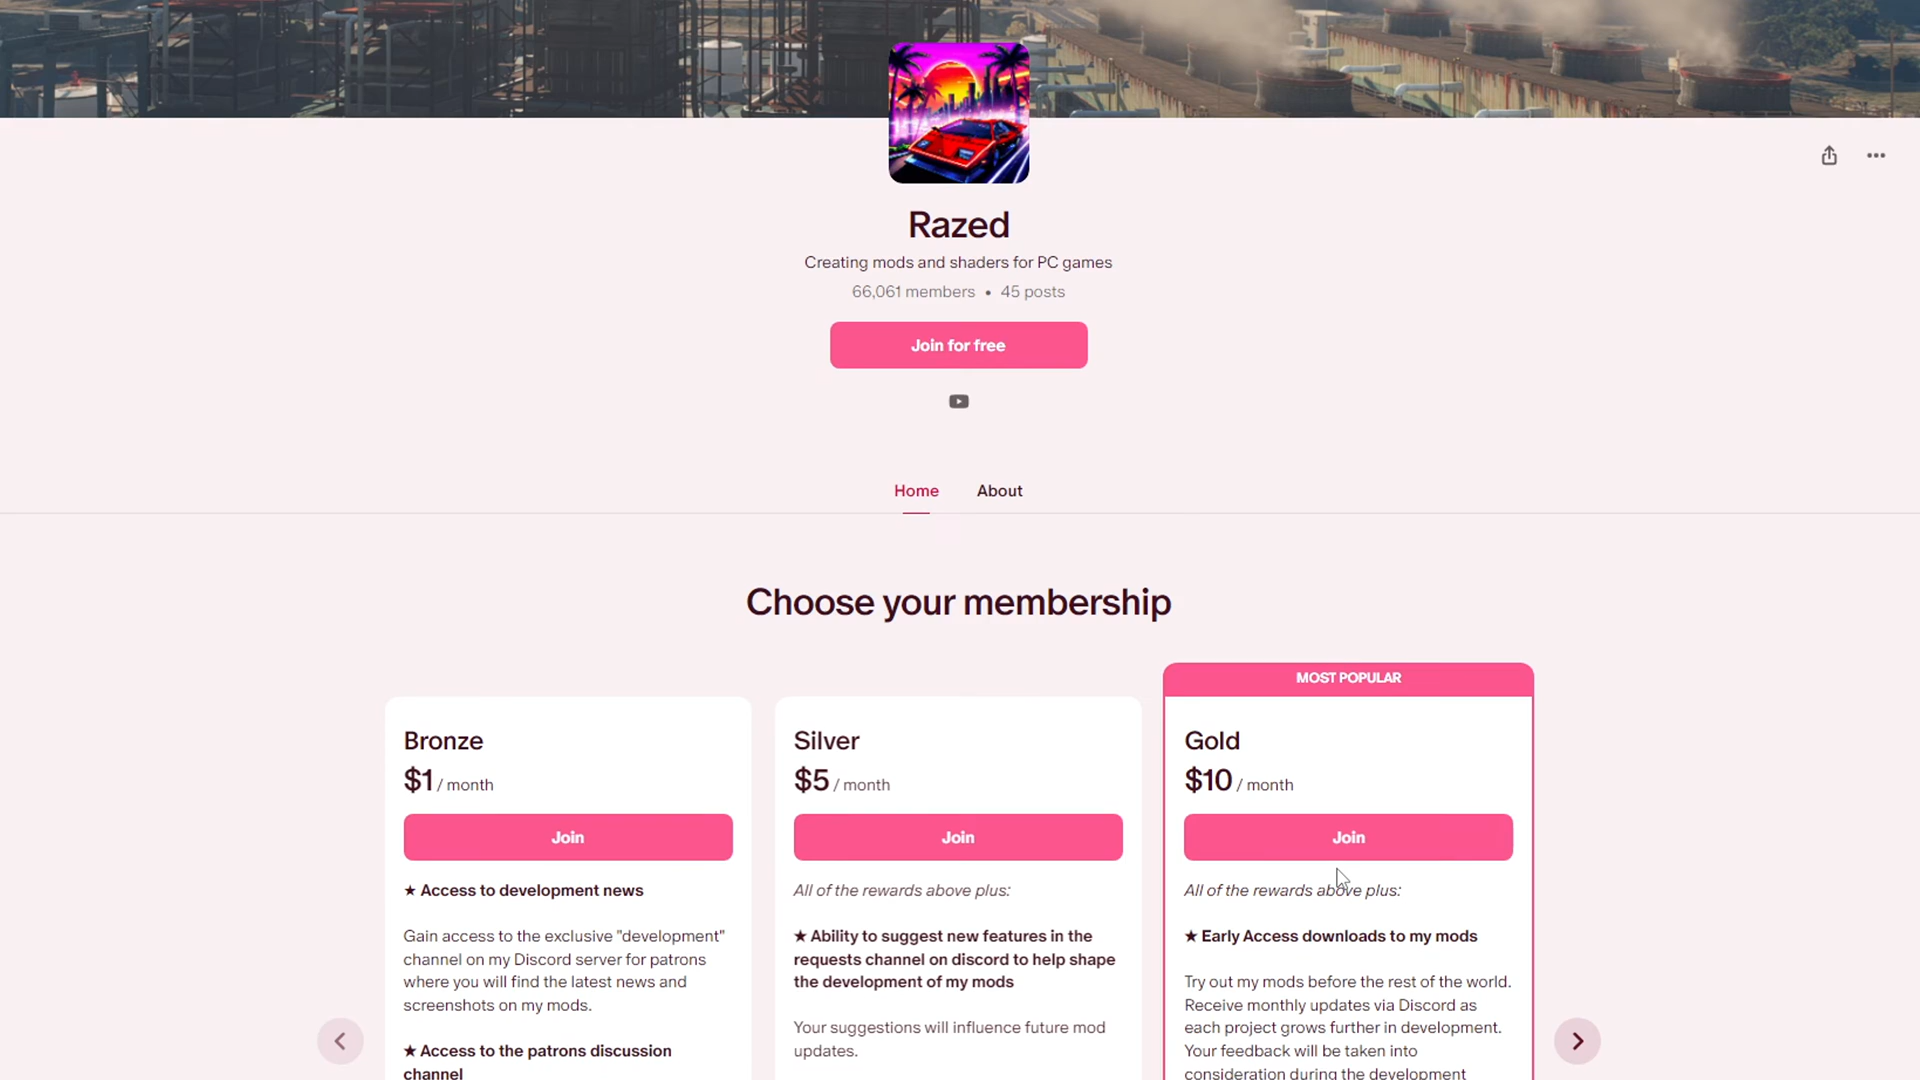 Razed
Creating mods and shaders for PC games
66,061 members • 45 posts
Join for free
Home
About
Choose your membership
Bronze
$1 / month
Join
★ Access to development news
Gain access to the exclusive "development"
channel on my Discord server for patrons
where you will find the latest news and
screenshots on my mods.
★ Access to the patrons discussion
channel
Silver
$5 / month
Join
All of the rewards above plus:
★ Ability to suggest new features in the
requests channel on discord to help shape
the development of my mods
Your suggestions will influence future mod
updates.
MOST POPULAR
Gold
$10 / month
Join
All of the rewards above plus:
★ Early Access downloads to my mods
Try out my mods before the rest of the world.
Receive monthly updates via Discord as
each project grows further in development.
Your feedback will be taken into
consideration during the development